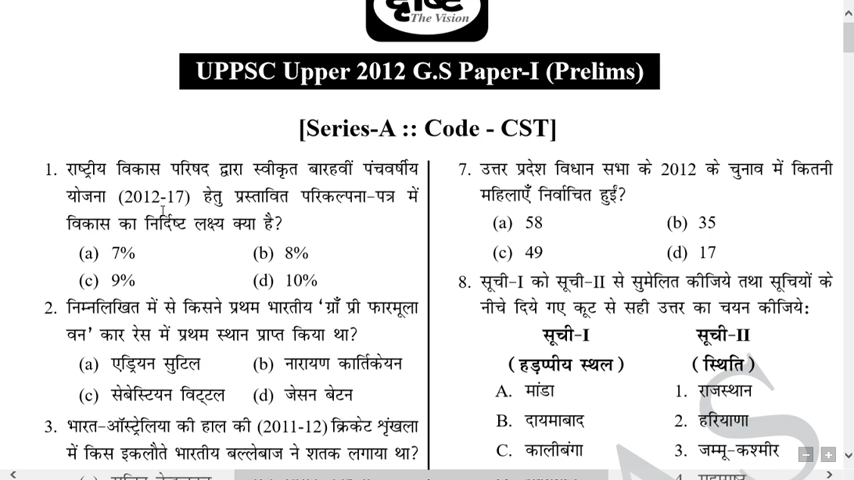 दृष्टि
The Vision
UPPSC Upper 2012 G.S Paper-I (Prelims)
[Series-A :: Code - CST]
1. राष्ट्रीय विकास परिषद द्वारा स्वीकृत बारहवीं पंचवर्षीय
योजना (2012-17) हेतु प्रस्तावित परिकल्पना-पत्र में
विकास का निर्दिष्ट लक्ष्य क्या है?
(a) 7% (b) 8%
(c) 9% (d) 10%
2. निम्नलिखित में से किसने प्रथम भारतीय ‘ग्राँ प्री फारमूला
वन’ कार रेस में प्रथम स्थान प्राप्त किया था?
(a) एड्रियन सुटिल (b) नारायण कार्तिकेयन
(c) सेबेस्टियन विट्टल (d) जेसन बेटन
3. भारत-ऑस्ट्रेलिया की हाल की (2011-12) क्रिकेट शृंखला
में किस इकलौते भारतीय बल्लेबाज ने शतक लगाया था?
7. उत्तर प्रदेश विधान सभा के 2012 के चुनाव में कितनी
महिलाएँ निर्वाचित हुईं?
(a) 58 (b) 35
(c) 49 (d) 17
8. सूची-I को सूची-II से सुमेलित कीजिये तथा सूचियों के
नीचे दिये गए कूट से सही उत्तर का चयन कीजिये:
सूची-I सूची-II
(हड़प्पीय स्थल) (स्थिति)
A. मांडा 1. राजस्थान
B. दायमाबाद 2. हरियाणा
C. कालीबंगा 3. जम्मू-कश्मीर